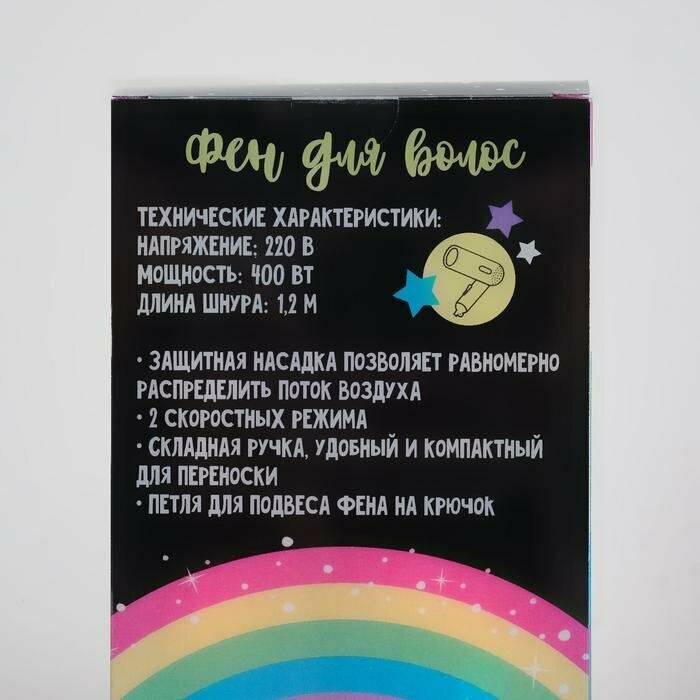 Фен для волос
ТЕХНИЧЕСКИЕ ХАРАКТЕРИСТИКИ:
НАПРЯЖЕНИЕ: 220 В
МОЩНОСТЬ: 400 ВТ
ДЛИНА ШНУРА: 1,2 М
• ЗАЩИТНАЯ НАСАДКА ПОЗВОЛЯЕТ РАВНОМЕРНО
РАСПРЕДЕЛИТЬ ПОТОК ВОЗДУХА
• 2 СКОРОСТНЫХ РЕЖИМА
• СКЛАДНАЯ РУЧКА, УДОБНЫЙ И КОМПАКТНЫЙ
ДЛЯ ПЕРЕНОСКИ
• ПЕТЛЯ ДЛЯ ПОДВЕСА ФЕНА НА КРЮЧОК